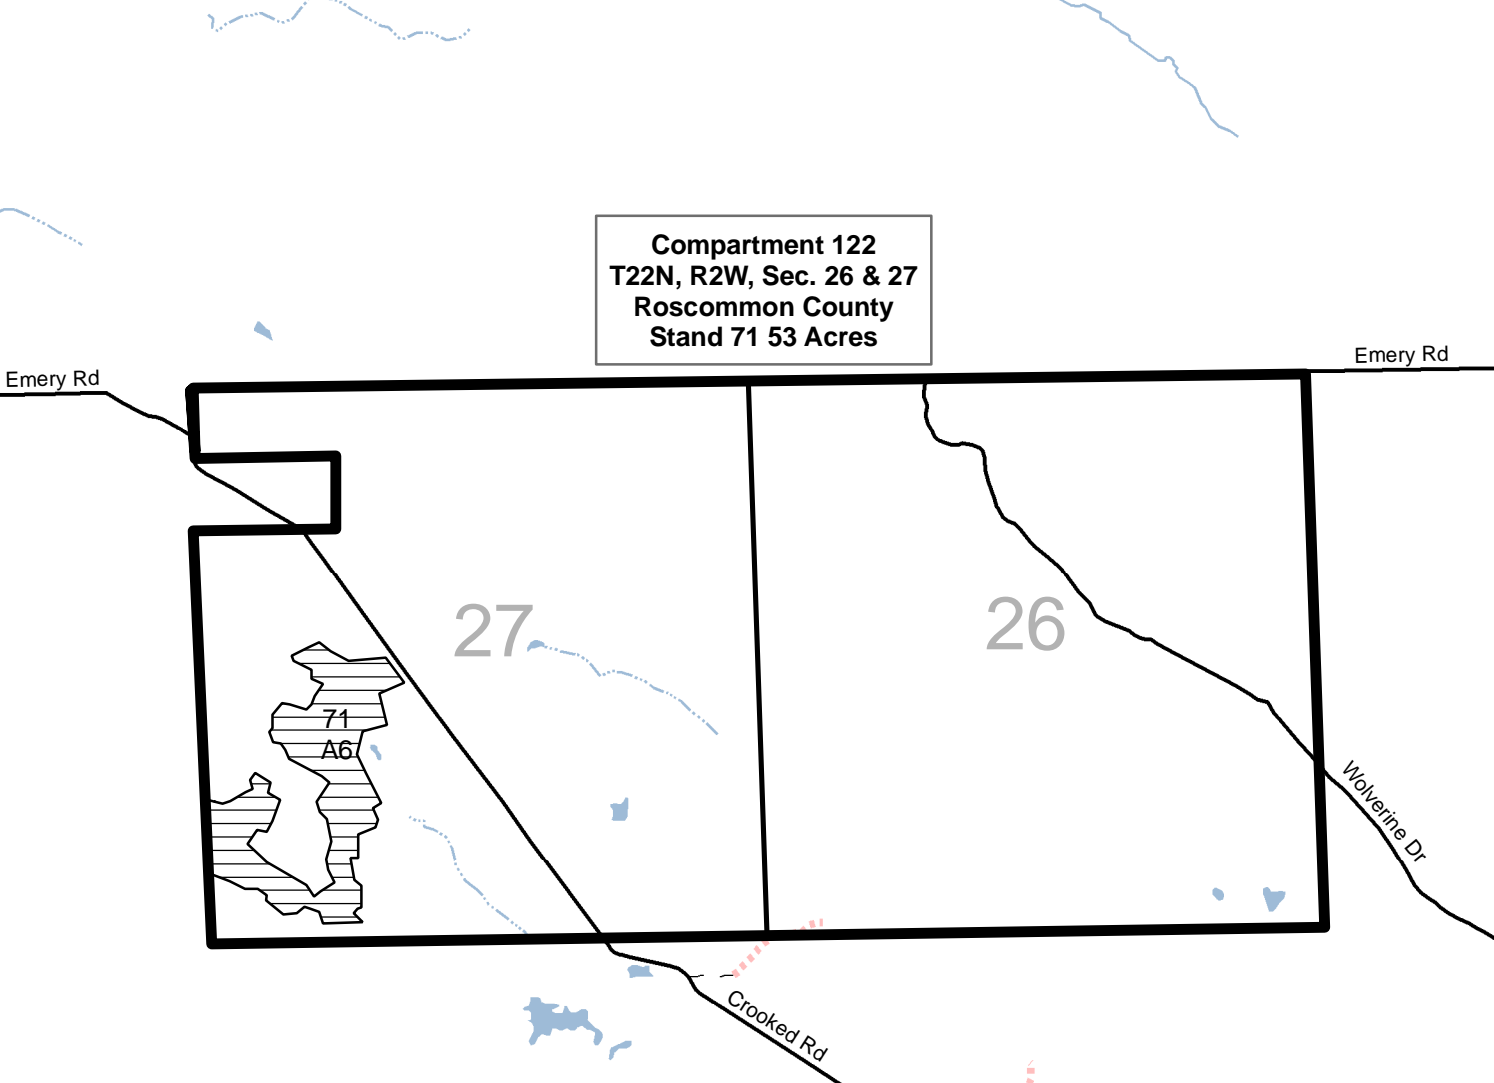 Compartment 122
T22N, R2W, Sec. 26 & 27
Roscommon County
Stand 71 53 Acres
Emery Rd
Emery Rd
27
26
71
A6
Wolverine Dr
Crooked Rd